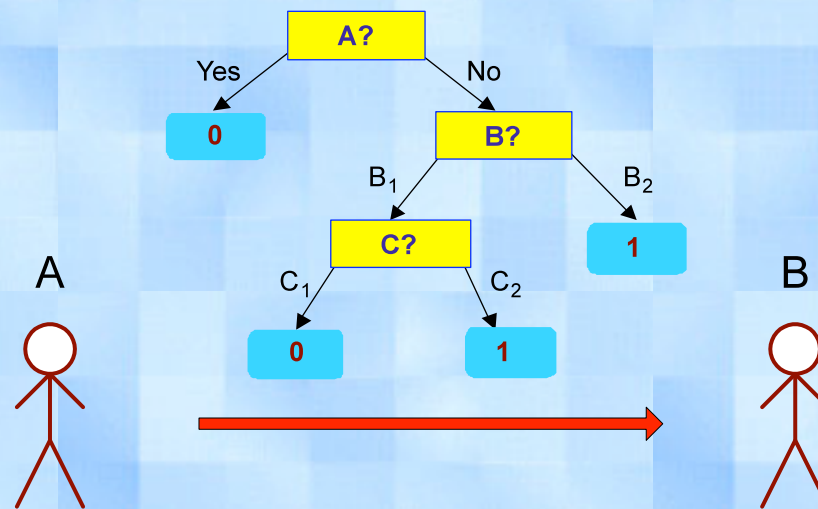 A?
Yes
No
0
B?
B₁
B₂
C?
1
A
B
C₁
C₂
0
1